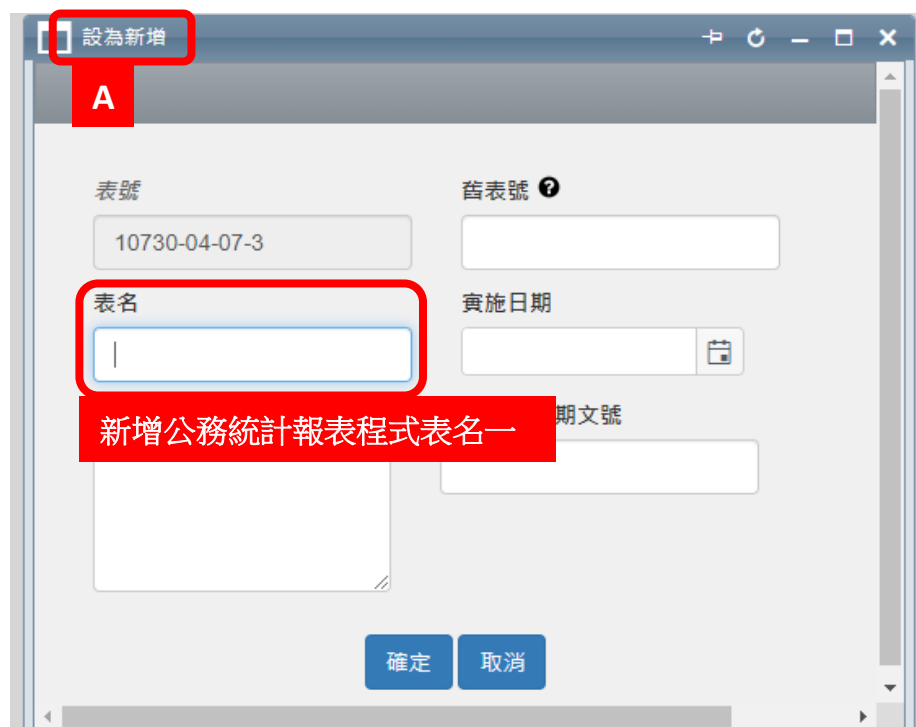 設為新增
A
表號
舊表號 ?
10730-04-07-3
表名
實施日期
新增公務統計報表程式表名一
期文號
確定
取消